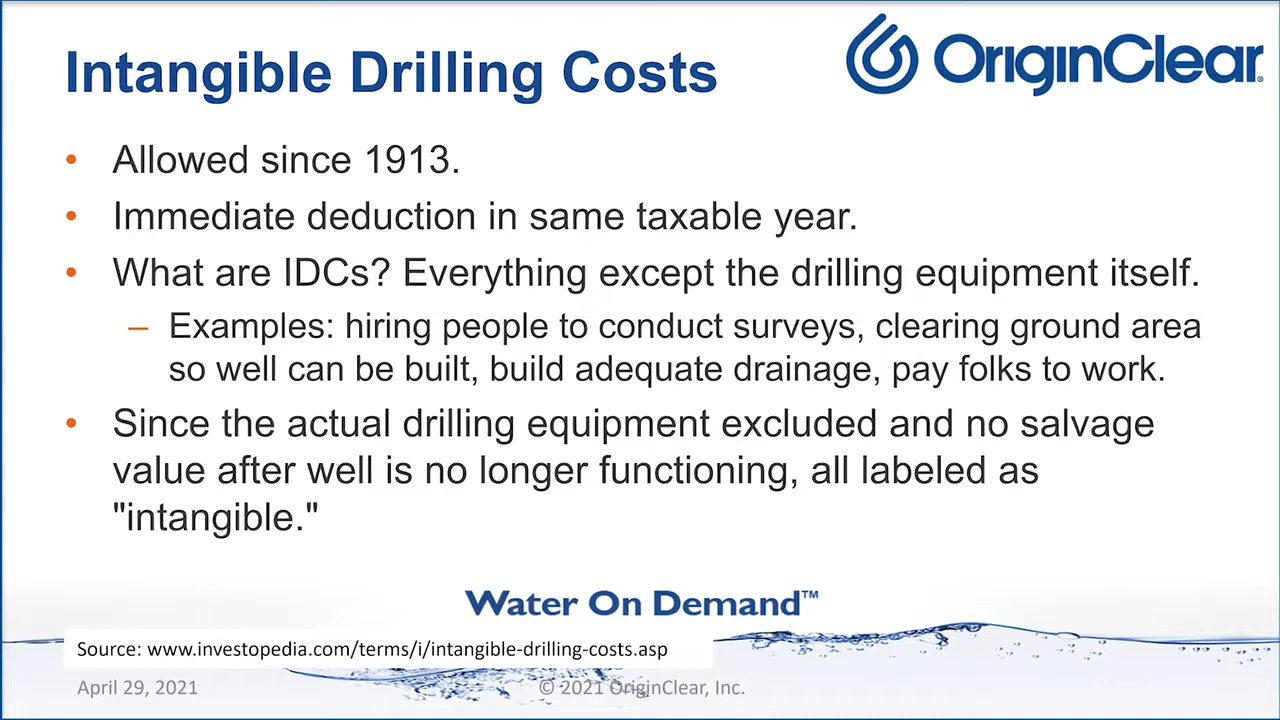 Intangible Drilling Costs
OriginClear®
• Allowed since 1913.
• Immediate deduction in same taxable year.
• What are IDCs? Everything except the drilling equipment itself.
– Examples: hiring people to conduct surveys, clearing ground area
so well can be built, build adequate drainage, pay folks to work.
• Since the actual drilling equipment excluded and no salvage
value after well is no longer functioning, all labeled as
"intangible."
Water On Demand™
Source: www.investopedia.com/terms/i/intangible-drilling-costs.asp
April 29, 2021
© 2021 OriginClear, Inc.